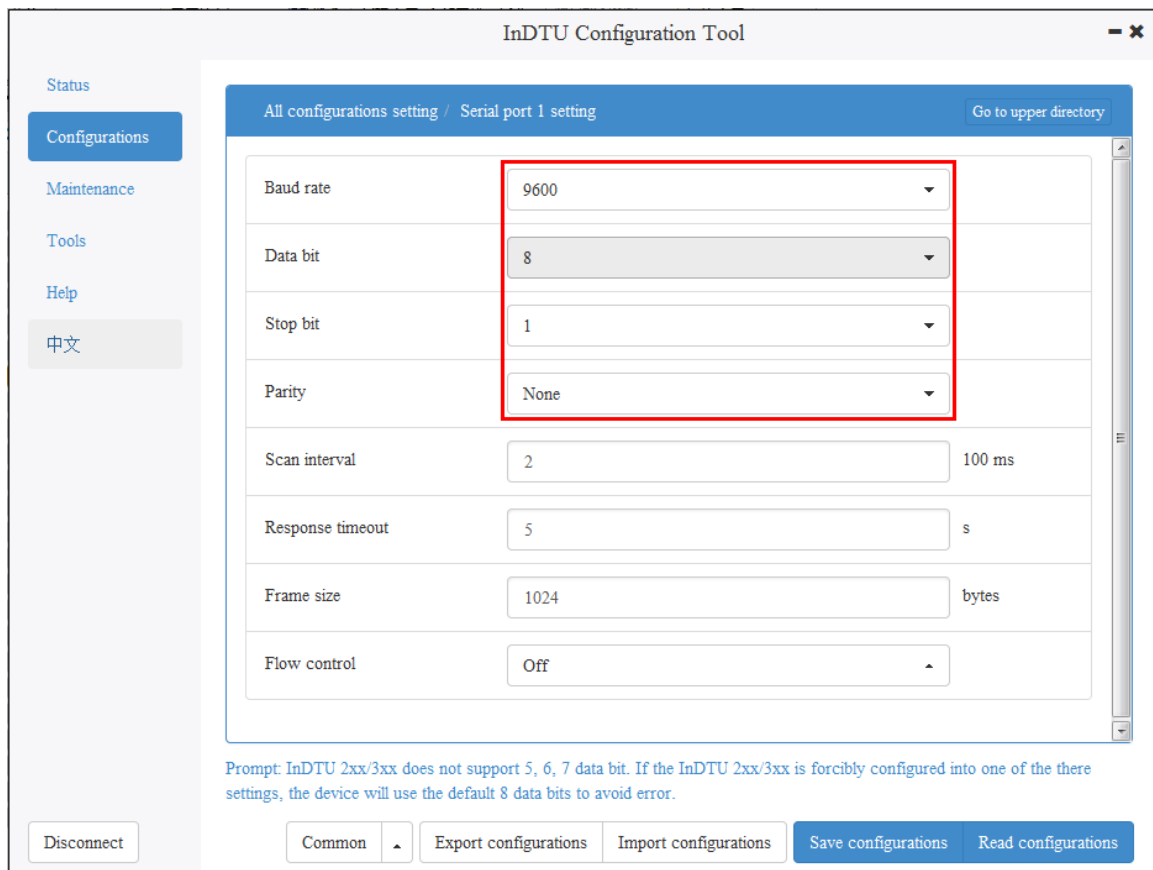 InDTU Configuration Tool
Status
Configurations
Maintenance
Tools
Help
中文
All configurations setting / Serial port 1 setting
Go to upper directory
Baud rate 9600
Data bit 8
Stop bit 1
Parity None
Scan interval 2 100 ms
Response timeout 5 s
Frame size 1024 bytes
Flow control Off
Prompt: InDTU 2xx/3xx does not support 5, 6, 7 data bit. If the InDTU 2xx/3xx is forcibly configured into one of the there
settings, the device will use the default 8 data bits to avoid error.
Disconnect Common Export configurations Import configurations Save configurations Read configurations